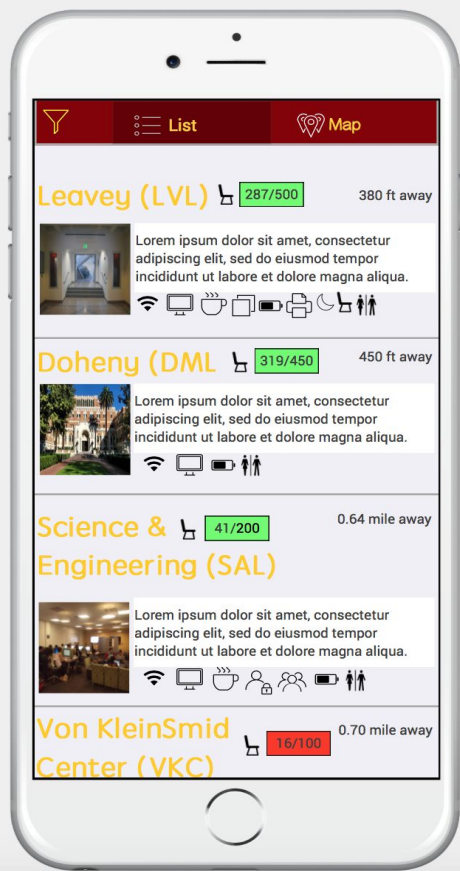 List
Map
Leavey (LVL)
287/500
380 ft away
Lorem ipsum dolor sit amet, consectetur
adipiscing elit, sed do eiusmod tempor
incididunt ut labore et dolore magna aliqua.
Doheny (DML
319/450
450 ft away
Lorem ipsum dolor sit amet, consectetur
adipiscing elit, sed do eiusmod tempor
incididunt ut labore et dolore magna aliqua.
Science &
41/200
0.64 mile away
Engineering (SAL)
Lorem ipsum dolor sit amet, consectetur
adipiscing elit, sed do eiusmod tempor
incididunt ut labore et dolore magna aliqua.
Von KleinSmid
16/100
0.70 mile away
Center (VKC)